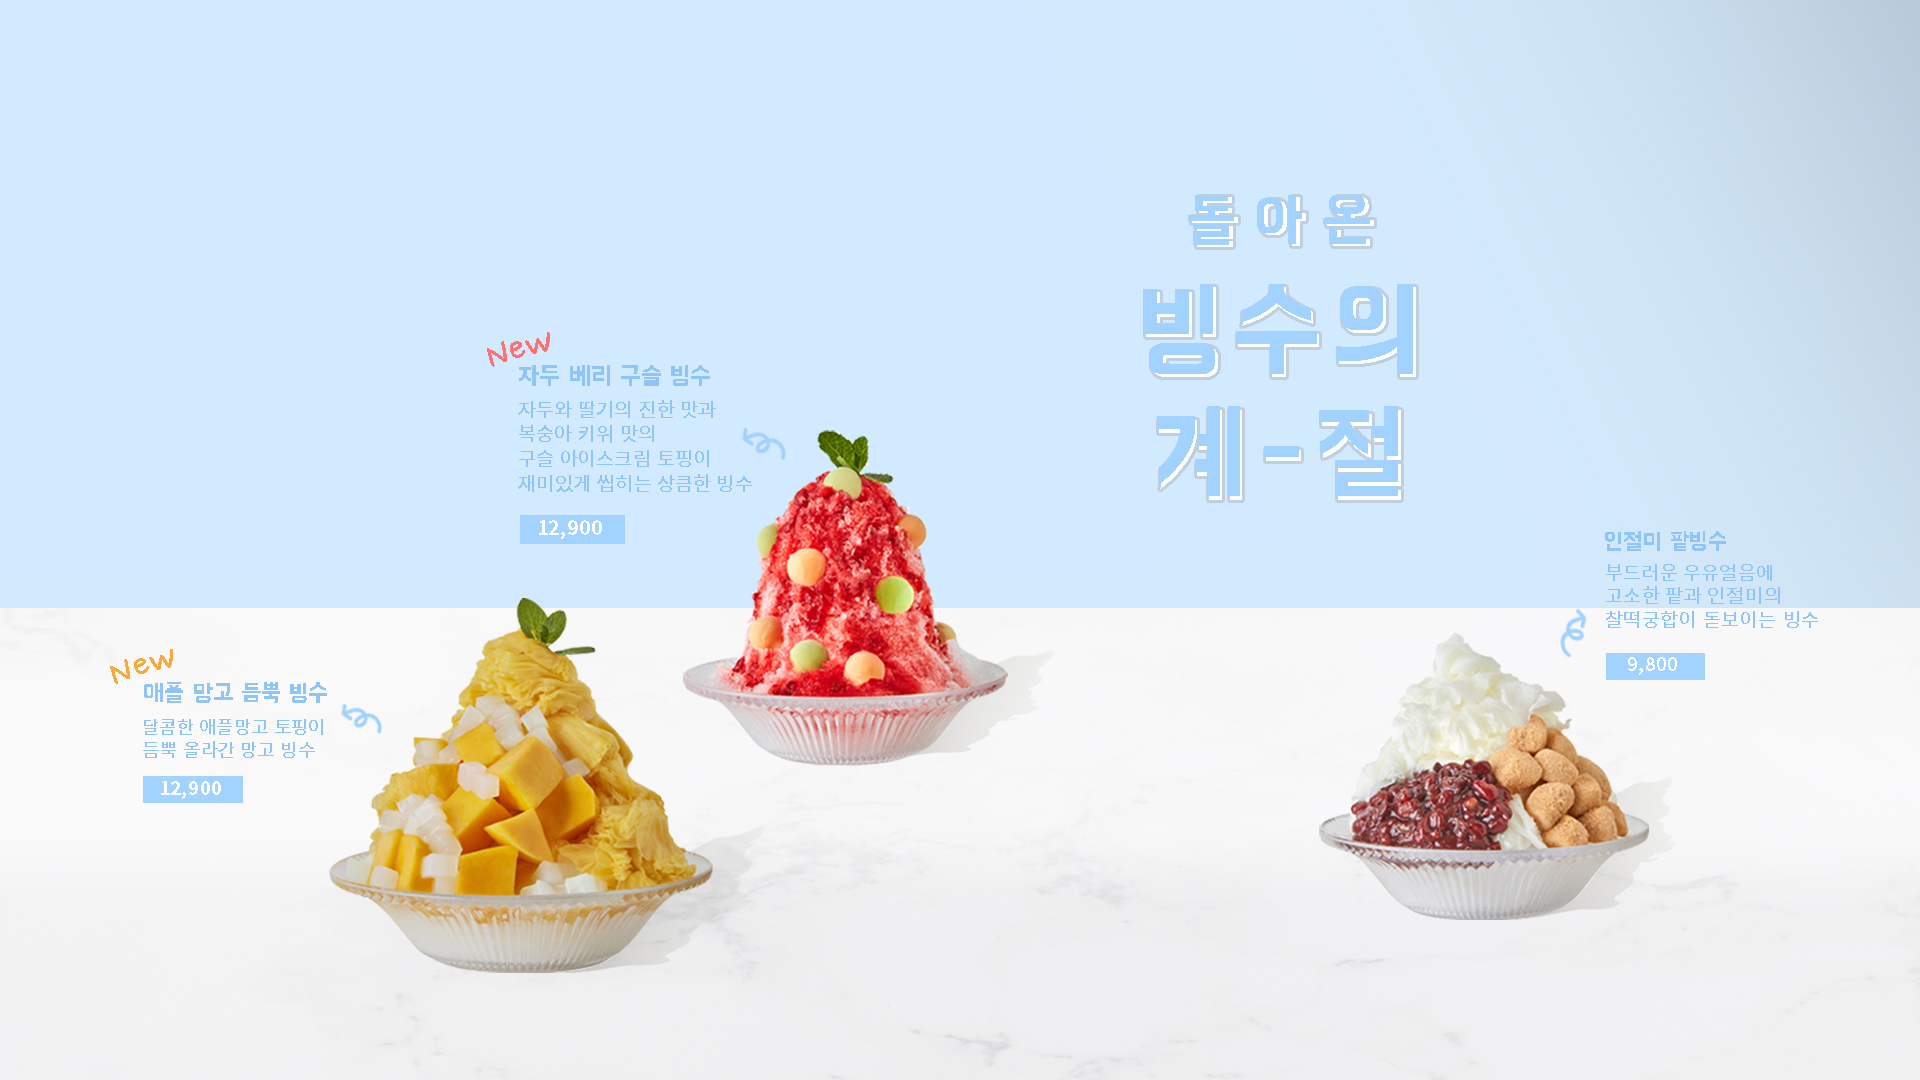 돌아온
빙수의
계-절
New
자두 베리 구슬 빙수
자두와 딸기의 진한 맛과
복숭아 키위 맛의
구슬 아이스크림 토핑이
재미있게 씹히는 상큼한 빙수
12,900
인절미 팥빙수
부드러운 우유얼음에
고소한 팥과 인절미의
찰떡궁합이 돋보이는 빙수
9,800
New
애플 망고 듬뿍 빙수
달콤한 애플망고 토핑이
듬뿍 올라간 망고 빙수
12,900